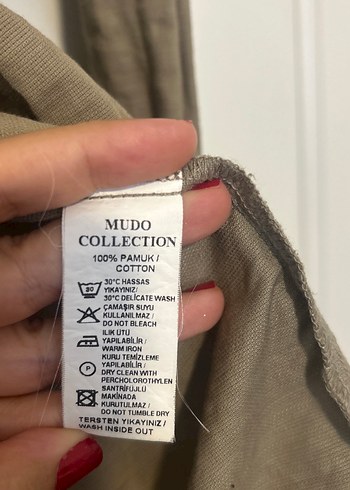 MUDO
COLLECTION
100% PAMUK /
COTTON
30°C HASSAS
YIKAYINIZ/
30°C DELICATE WASH
ÇAMAŞIR SUYU
KULLANILMAZ /
DO NOT BLEACH
ILIK ÜTÜ
YAPILABİLİR /
WARM IRON
KURU TEMİZLEME
YAPILABİLİR /
DRY CLEAN WITH
PERCHOLOROTHYLEN
SANTRİFÜJLÜ
MAKİNADA
KURUTULMAZ /
DO NOT TUMBLE DRY
TERSTEN YIKAYINIZ /
WASH INSIDE OUT